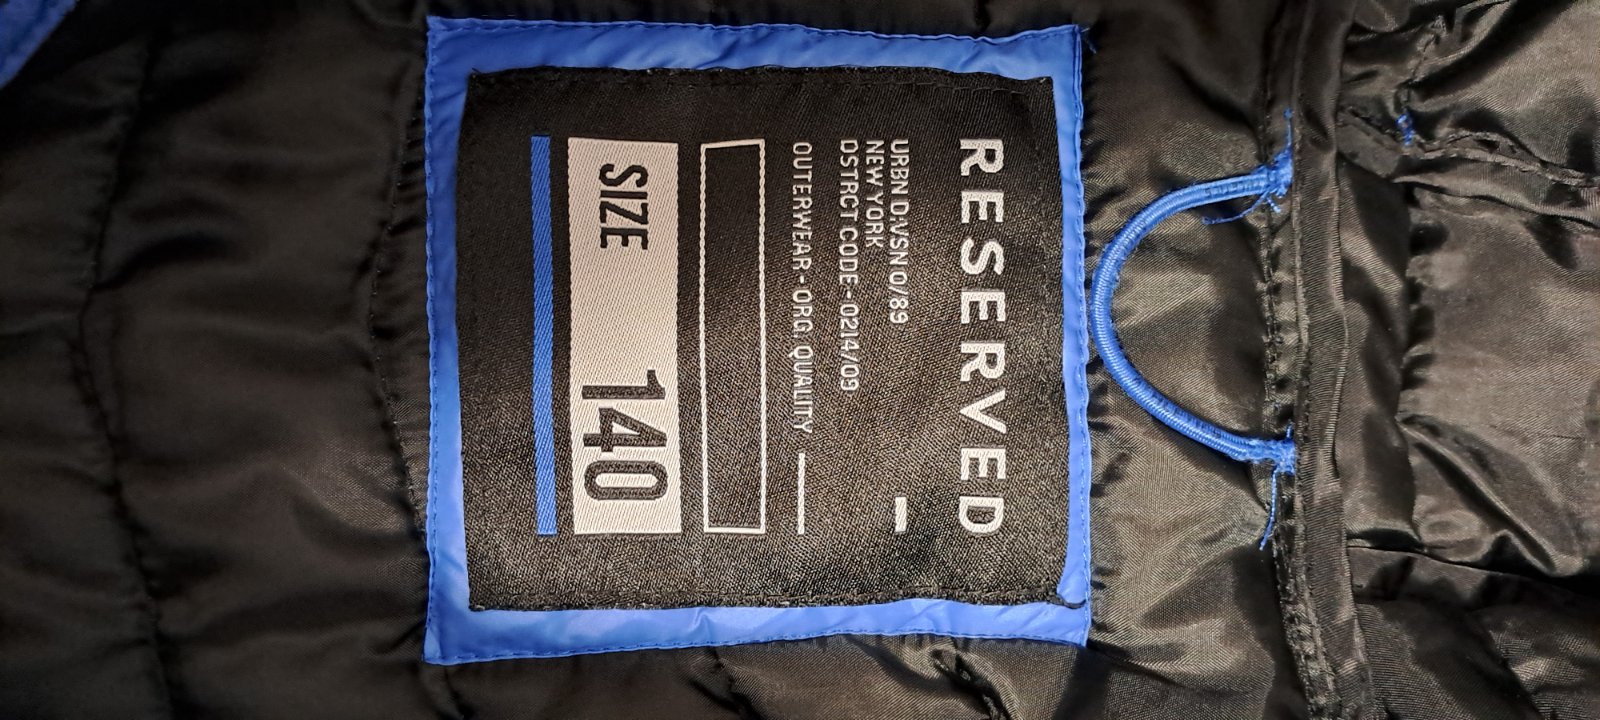 RESERVED
URBN D:VSN 0/89
NEW YORK
DSTRCT CODE-0214/09
OUTERWEAR-ORG. QUALITY
SIZE 140